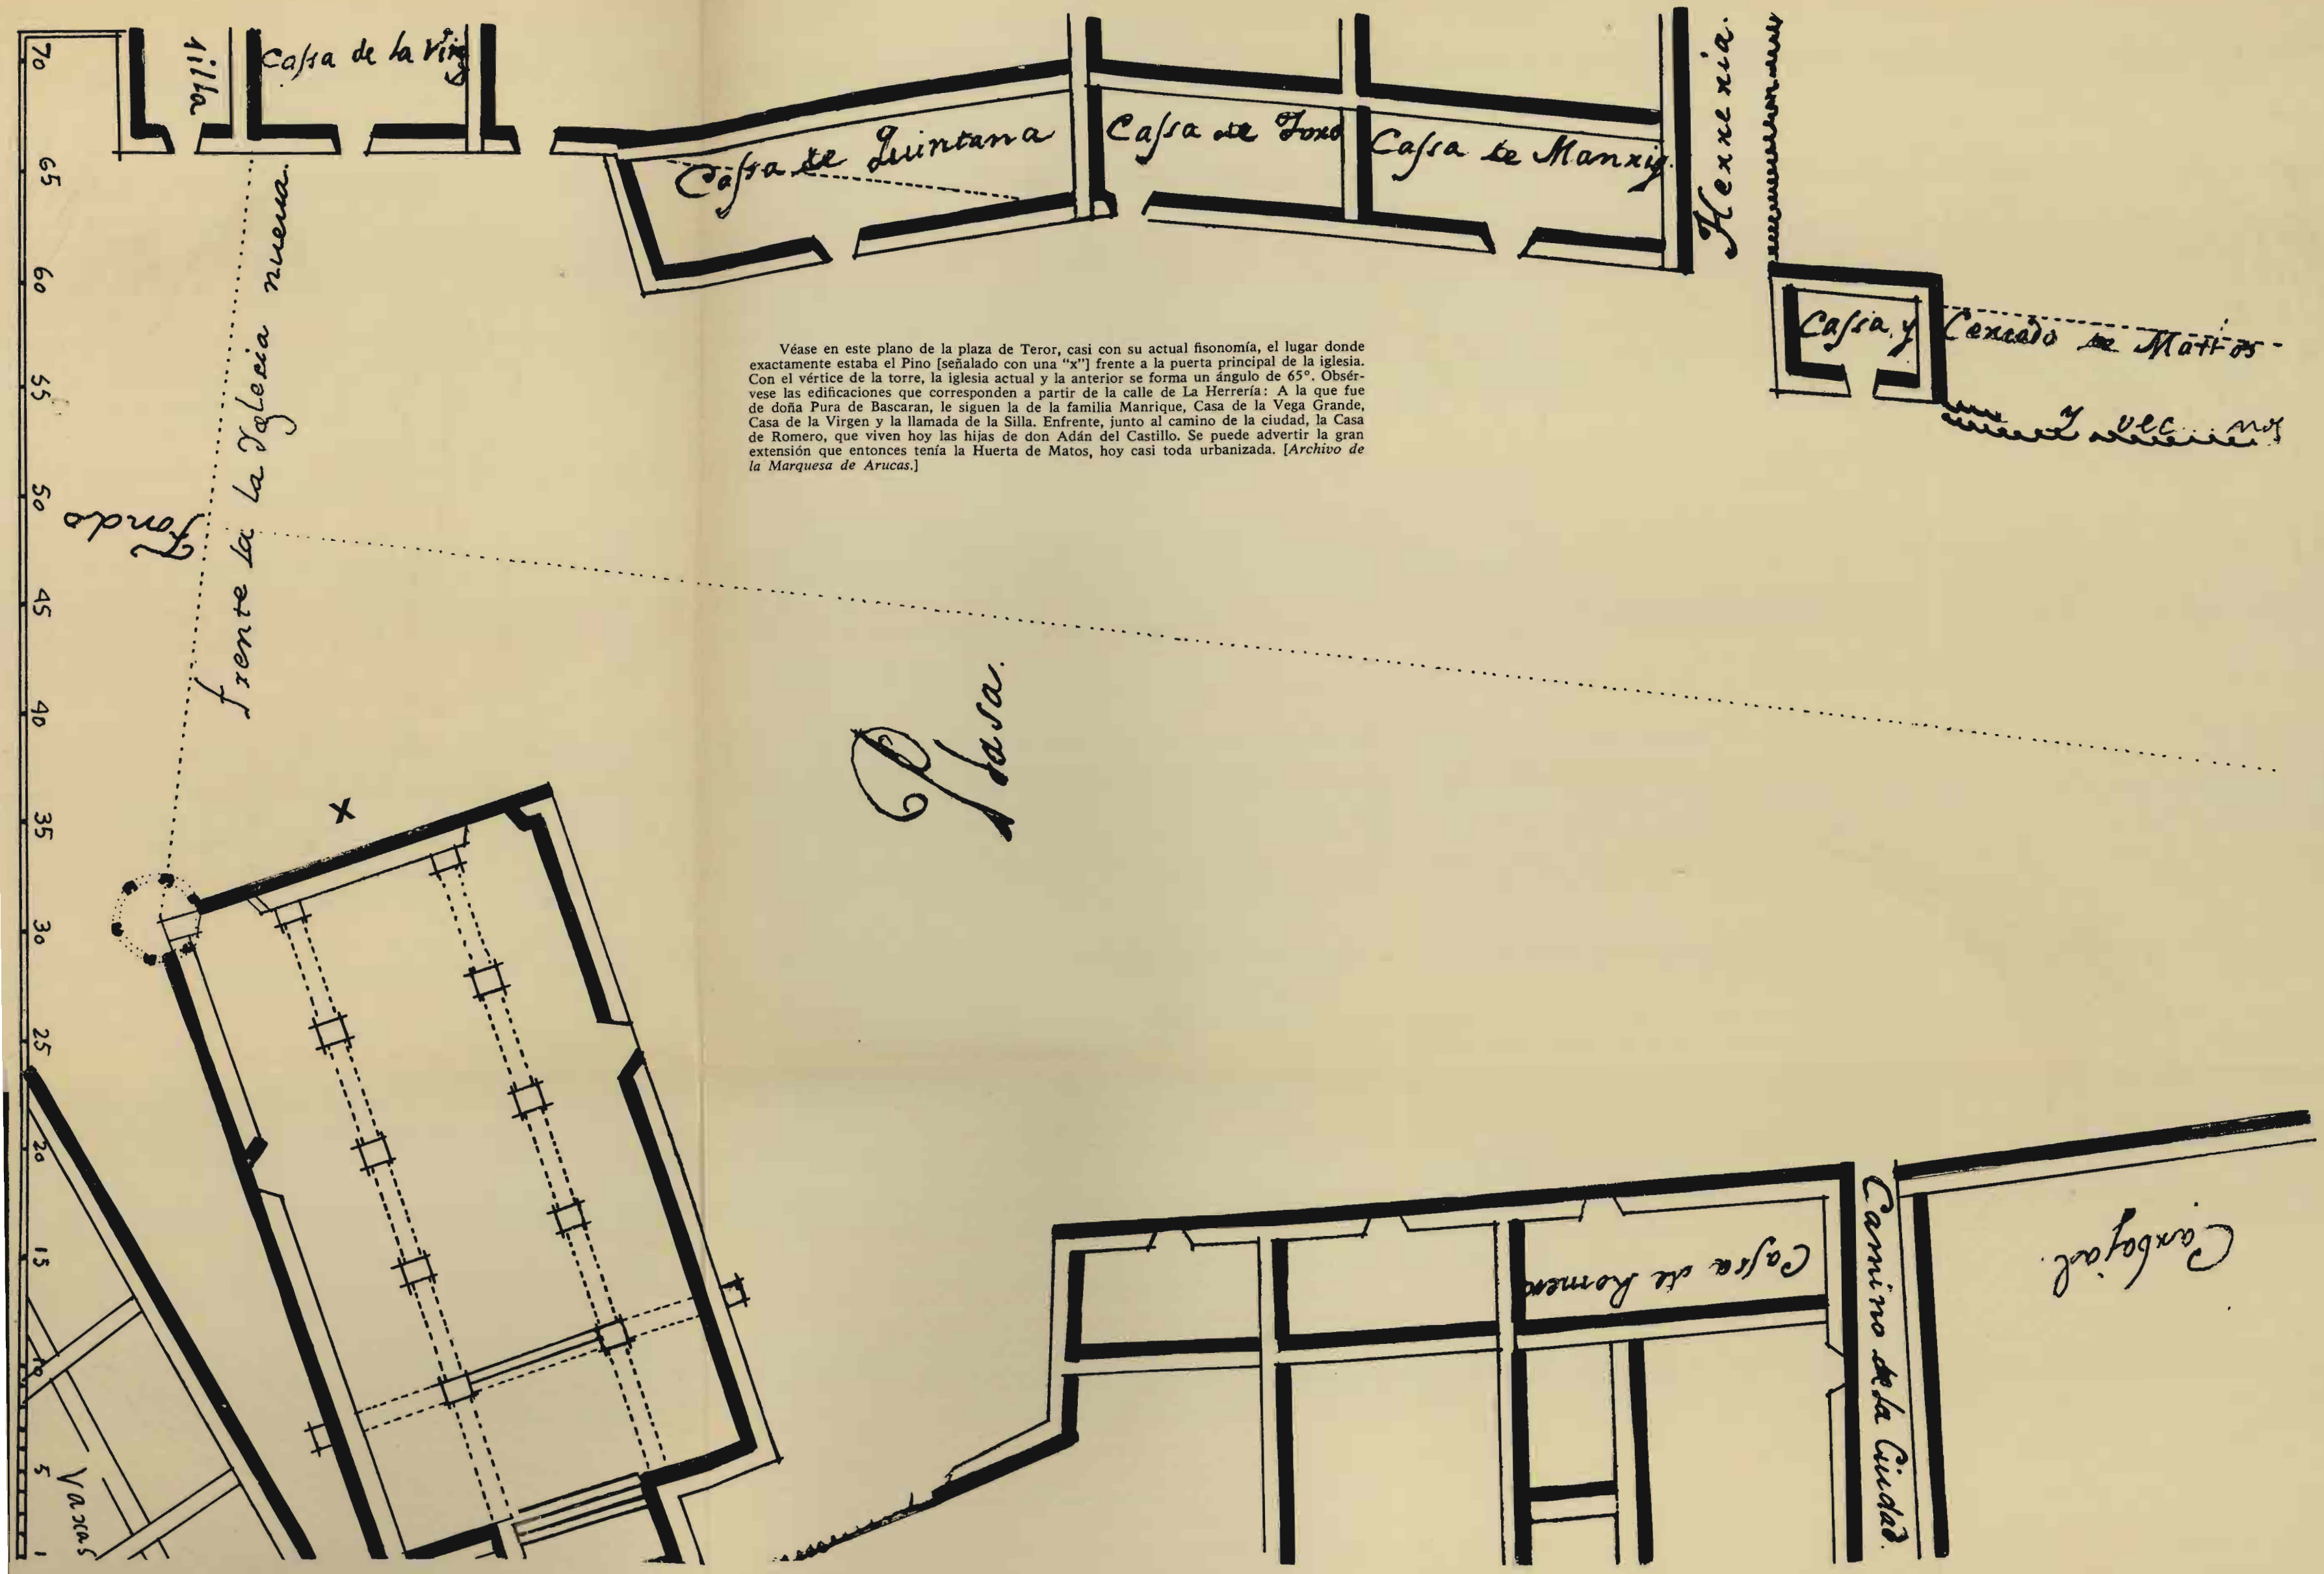 70
65
60
55
50
45
40
35
30
25
20
15
10
5
1
Varas
Silla
Cassa de la Virg
Cassa de Quintana
Cassa de Toro
Cassa de Manriq.
Herreria.
Cassa y Cercado de Mattos
y vec...nos
Frente de la Yglecia nueua.
Fondo
Véase en este plano de la plaza de Teror, casi con su actual fisonomía, el lugar donde
exactamente estaba el Pino [señalado con una “x”] frente a la puerta principal de la iglesia.
Con el vértice de la torre, la iglesia actual y la anterior se forma un ángulo de 65°. Obsér-
vese las edificaciones que corresponden a partir de la calle de La Herrería: A la que fue
de doña Pura de Bascaran, le siguen la de la familia Manrique, Casa de la Vega Grande,
Casa de la Virgen y la llamada de la Silla. Enfrente, junto al camino de la ciudad, la Casa
de Romero, que viven hoy las hijas de don Adán del Castillo. Se puede advertir la gran
extensión que entonces tenía la Huerta de Matos, hoy casi toda urbanizada. [Archivo de
la Marquesa de Arucas.]
Plasa.
x
Cassa de Romero
Camino de la Ciudad.
Carbajal.